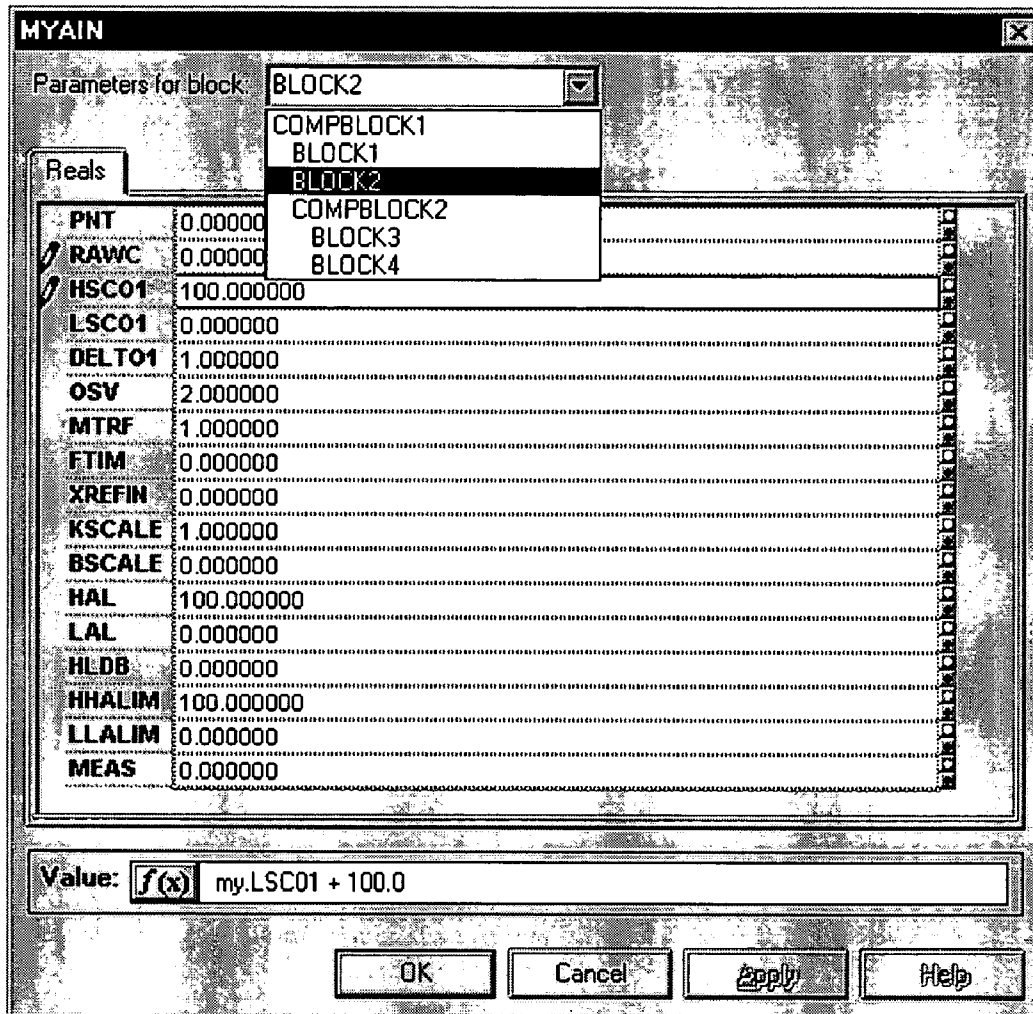 MYAIN
Parameters for block: BLOCK2
COMPBLOCK1
BLOCK1
BLOCK2
COMPBLOCK2
BLOCK3
BLOCK4
Reals
PNT 0.00000
RAWC 0.00000
HSCO1 100.000000
LSCO1 0.000000
DELTO1 1.000000
OSV 2.000000
MTRF 1.000000
FTIM 0.000000
XREFIN 0.000000
KSCALE 1.000000
BSCALE 0.000000
HAL 100.000000
LAL 0.000000
HLDB 0.000000
HHALIM 100.000000
LLALIM 0.000000
MEAS 0.000000
Value: f(x) my.LSC01 + 100.0
OK Cancel Apply Help